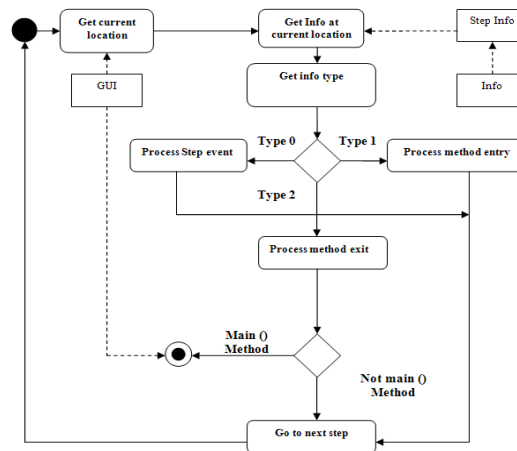 Get current
location
Get Info at
current location
Step Info
GUI
Get info type
Info
Type 0
Type 1
Process Step event
Process method entry
Type 2
Process method exit
Main ()
Method
Not main ()
Method
Go to next step